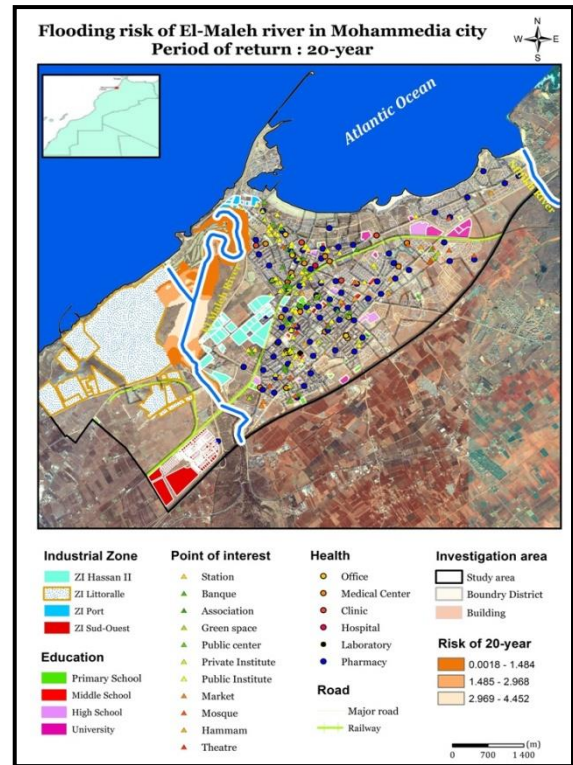 Flooding risk of El-Maleh river in Mohammedia city
Period of return : 20-year
N
W E
S
Atlantic Ocean
River
River
Industrial Zone
ZI Hassan II
ZI Littoralle
ZI Port
ZI Sud-Ouest
Education
Primary School
Middle School
High School
University
Point of interest
Station
Banque
Association
Green space
Public center
Private Institute
Public Institute
Market
Mosque
Hammam
Theatre
Health
Office
Medical Center
Clinic
Hospital
Laboratory
Pharmacy
Road
Major road
Railway
Investigation area
Study area
Boundry District
Building
Risk of 20-year
0.0018 - 1.484
1.485 - 2.968
2.969 - 4.452
(m)
0 700 1 400